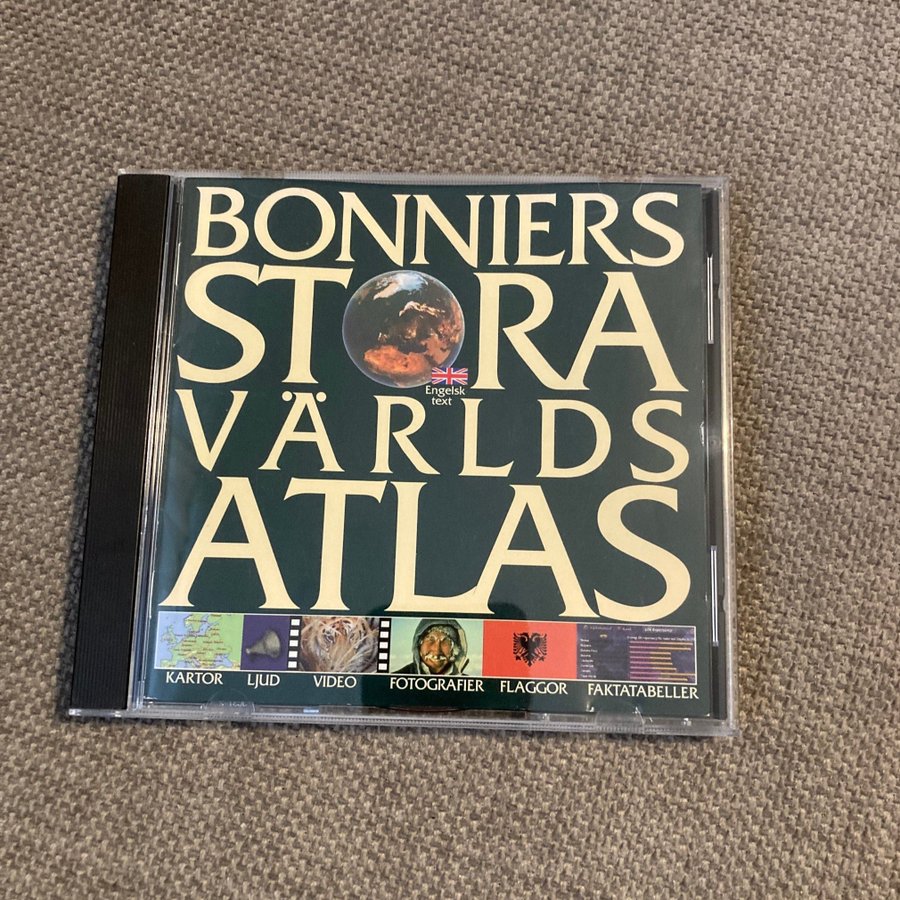 BONNIERS
STORA
Engelsk
text
VÄRLDS
ATLAS
KARTOR LJUD VIDEO FOTOGRAFIER FLAGGOR FAKTATABELLER